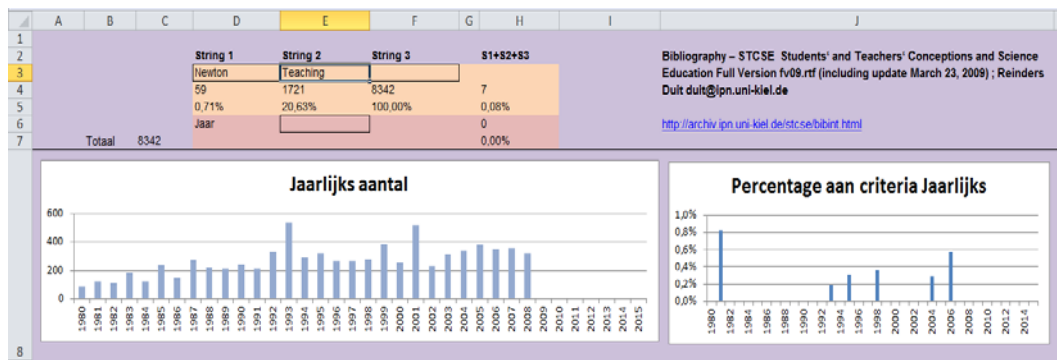 A B C D E F G H I J
1
2 String 1 String 2 String 3 S1+S2+S3 Bibliography – STCSE Students' and Teachers' Conceptions and Science
3 Newton Teaching Education Full Version fv09.rtf (including update March 23, 2009) ; Reinders
4 59 1721 8342 7 Duit duit@ipn.uni-kiel.de
5 0,71% 20,63% 100,00% 0,08%
6 Jaar 0 http://archiv.ipn.uni-kiel.de/stcse/bibint.html
7 Totaal 8342 0,00%
Jaarlijks aantal
600
400
200
0
1980 1981 1982 1983 1984 1985 1986 1987 1988 1989 1990 1991 1992 1993 1994 1995 1996 1997 1998 1999 2000 2001 2002 2003 2004 2005 2006 2007 2008 2009 2010 2011 2012 2013 2014 2015
Percentage aan criteria Jaarlijks
1,0%
0,8%
0,6%
0,4%
0,2%
0,0%
1980 1982 1984 1986 1988 1990 1992 1994 1996 1998 2000 2002 2004 2006 2008 2010 2012 2014
8